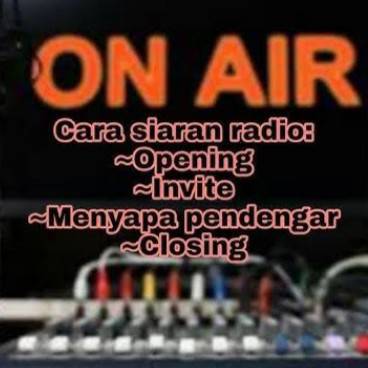 ON AIR
Cara siaran radio:
~Opening
~Invite
~Menyapa pendengar
~Closing